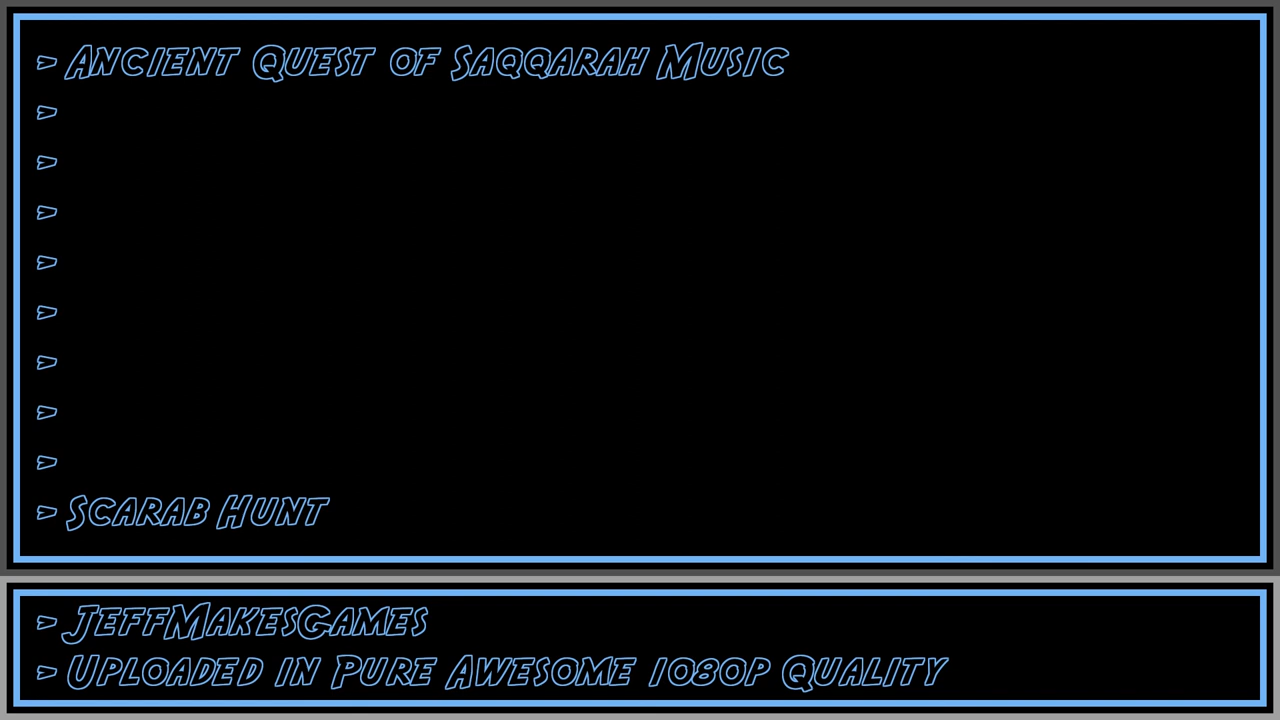 Ancient Quest of Saqqarah Music
Scarab Hunt
JeffMakesGames
Uploaded in Pure Awesome 1080p Quality